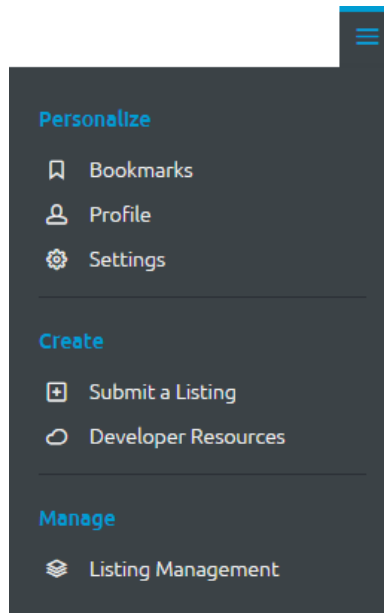 Personalize
Bookmarks
Profile
Settings
Create
Submit a Listing
Developer Resources
Manage
Listing Management